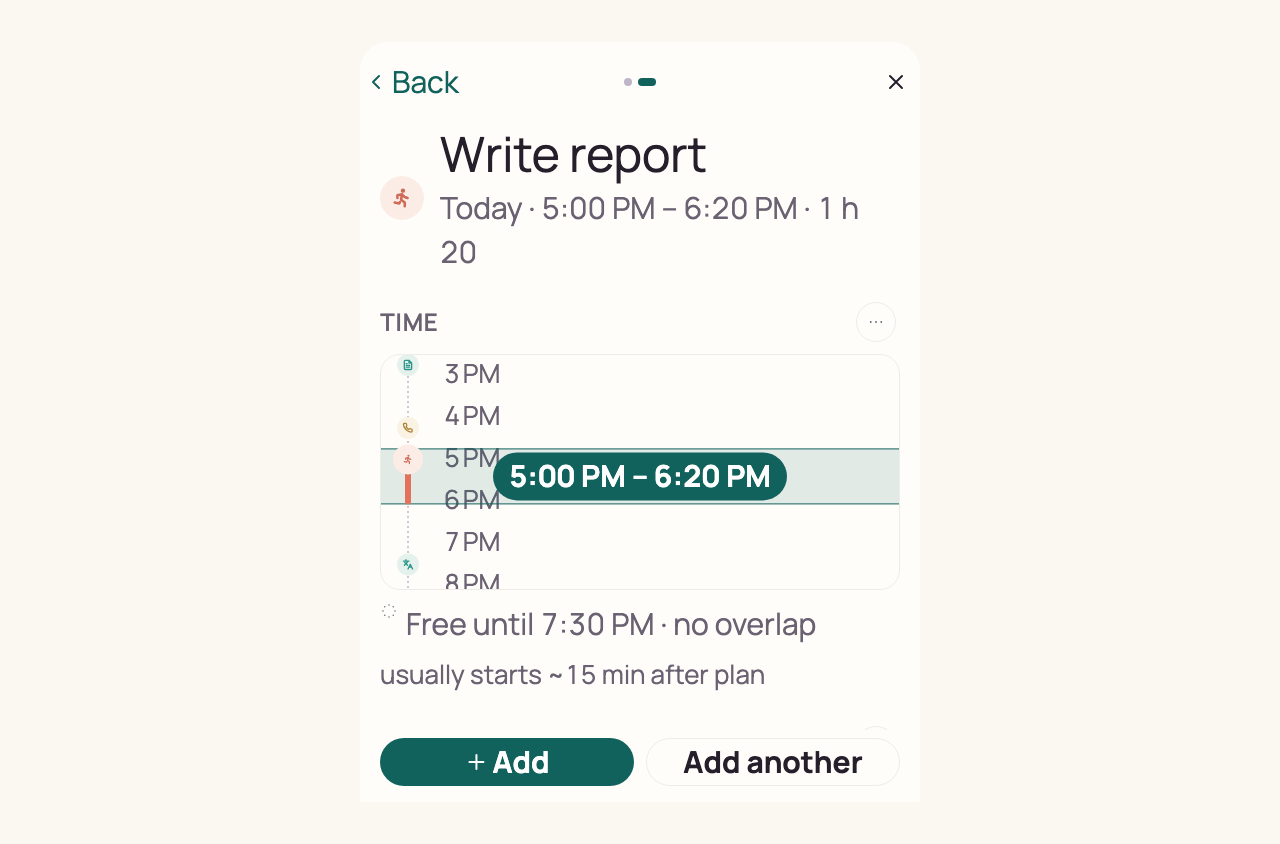 Back
Write report
Today · 5:00 PM – 6:20 PM · 1 h
20
TIME
3 PM
4 PM
5 PM
5:00 PM – 6:20 PM
6 PM
7 PM
8 PM
Free until 7:30 PM · no overlap
usually starts ~15 min after plan
+ Add
Add another